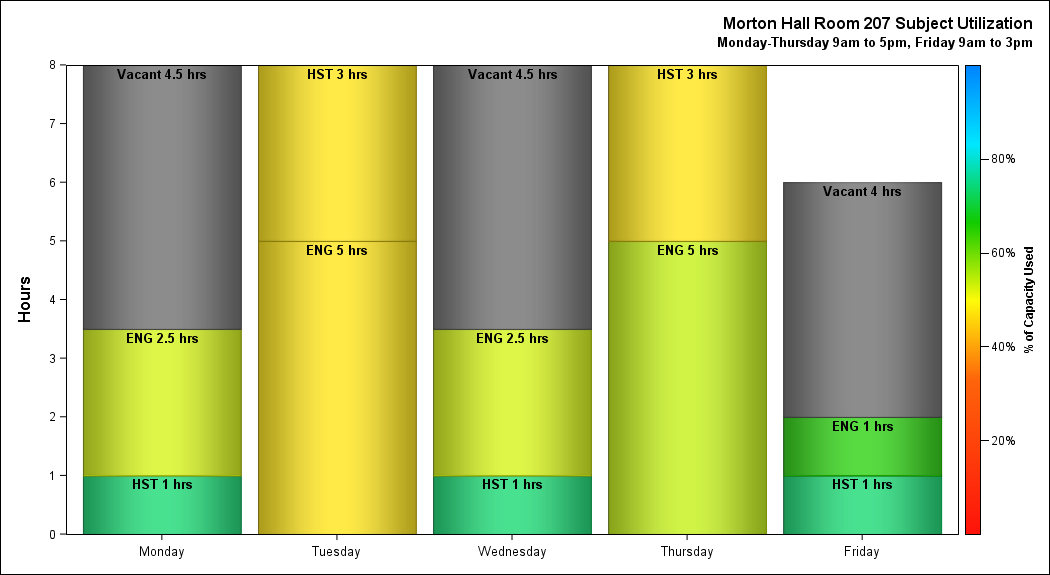 Morton Hall Room 207 Subject Utilization
Monday-Thursday 9am to 5pm, Friday 9am to 3pm
Hours
8
7
6
5
4
3
2
1
0
Vacant 4.5 hrs
ENG 2.5 hrs
HST 1 hrs
HST 3 hrs
ENG 5 hrs
Vacant 4.5 hrs
ENG 2.5 hrs
HST 1 hrs
HST 3 hrs
ENG 5 hrs
Vacant 4 hrs
ENG 1 hrs
HST 1 hrs
Monday
Tuesday
Wednesday
Thursday
Friday
80%
60%
40%
20%
% of Capacity Used